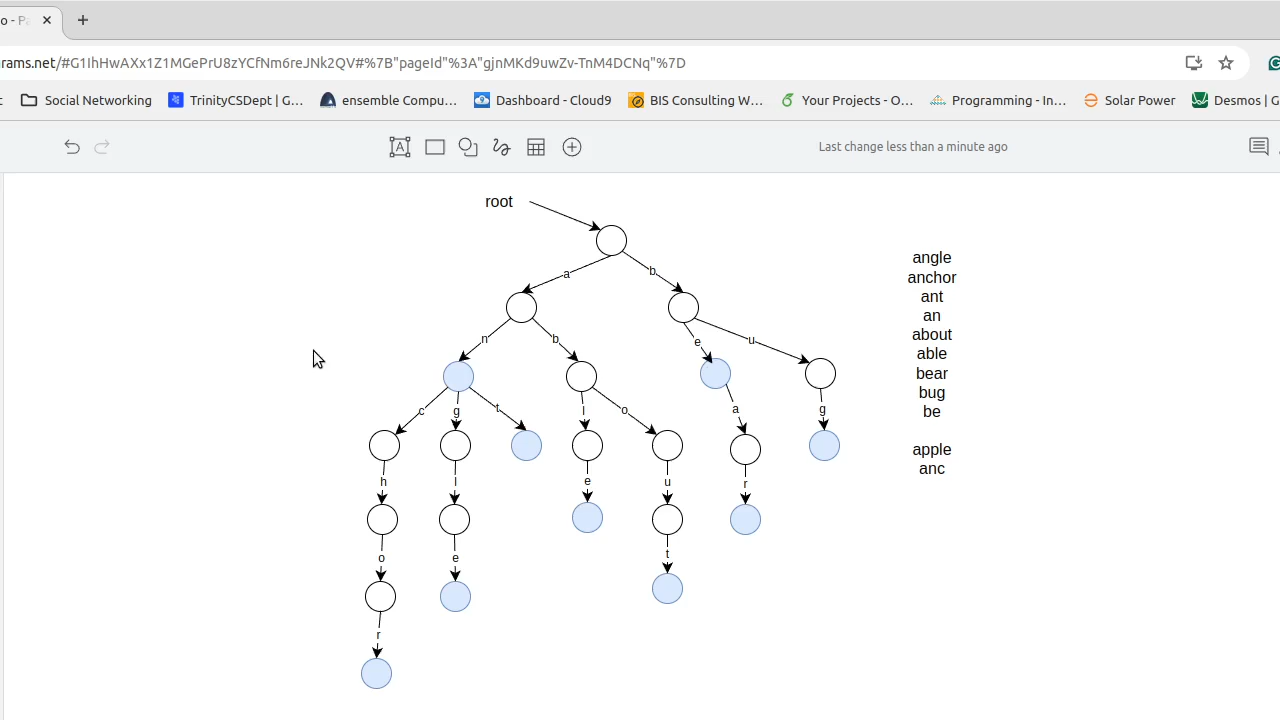 o - Pa
rams.net/#G1IhHwAXx1Z1MGePrU8zYCfNm6reJNk2QV#%7B"pageId"%3A"gjnMKd9uwZv-TnM4DCNq"%7D
Social Networking
TrinityCSDept | G...
ensemble Compu...
Dashboard - Cloud9
BIS Consulting W...
Your Projects - O...
Programming - In...
Solar Power
Desmos | G
Last change less than a minute ago
root
a
b
n
b
e
u
c
g
t
l
o
a
g
h
l
e
u
r
o
e
t
r
angle
anchor
ant
an
about
able
bear
bug
be
apple
anc